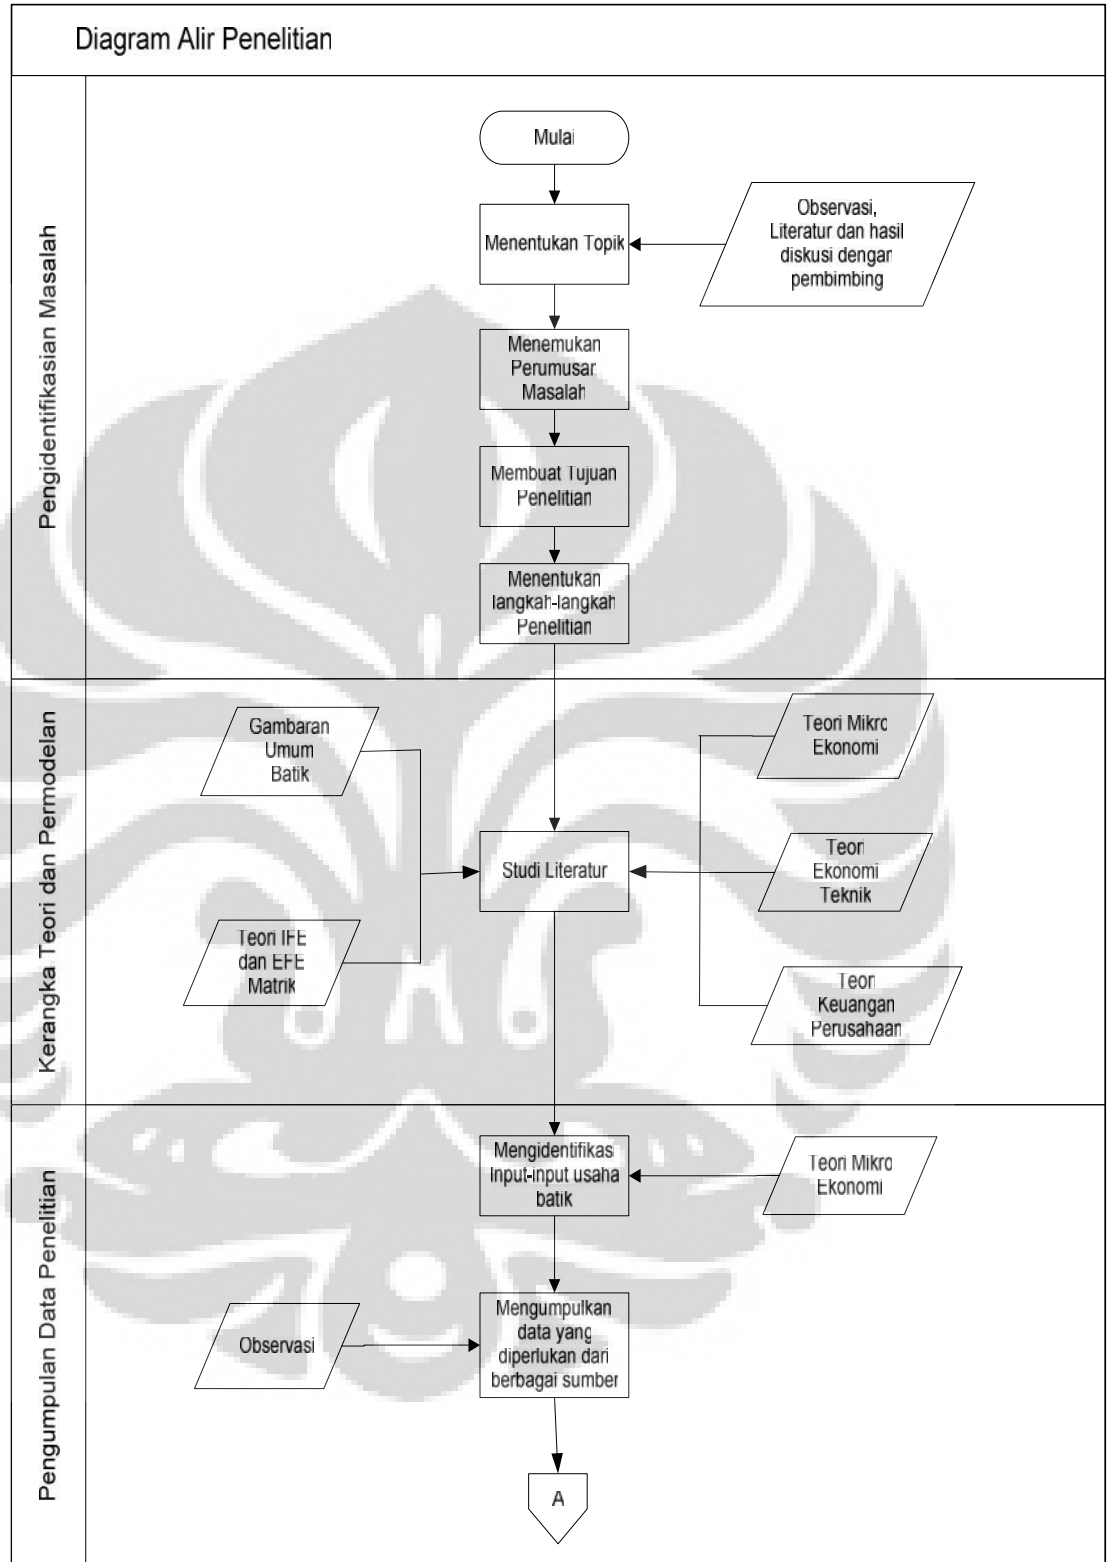 Diagram Alir Penelitian
Pengidentifikasian Masalah
Mulai
Menentukan Topik
Observasi,
Literatur dan hasil
diskusi dengan
pembimbing
Menemukan
Perumusar
Masalah
Membuat Tujuan
Penelitian
Menentukan
langkah-langkah
Penelitian
Kerangka Teori dan Permodelan
Gambaran
Umum
Batik
Teori Mikro
Ekonomi
Studi Literatur
Teori
Ekonomi
Teknik
Teori IFE
dan EFE
Matrik
Teori
Keuangan
Perusahaan
Pengumpulan Data Penelitian
Mengidentifikasi
input-input usaha
batik
Teori Mikro
Ekonomi
Observasi
Mengumpulkan
data yang
diperlukan dari
berbagai sumber
A